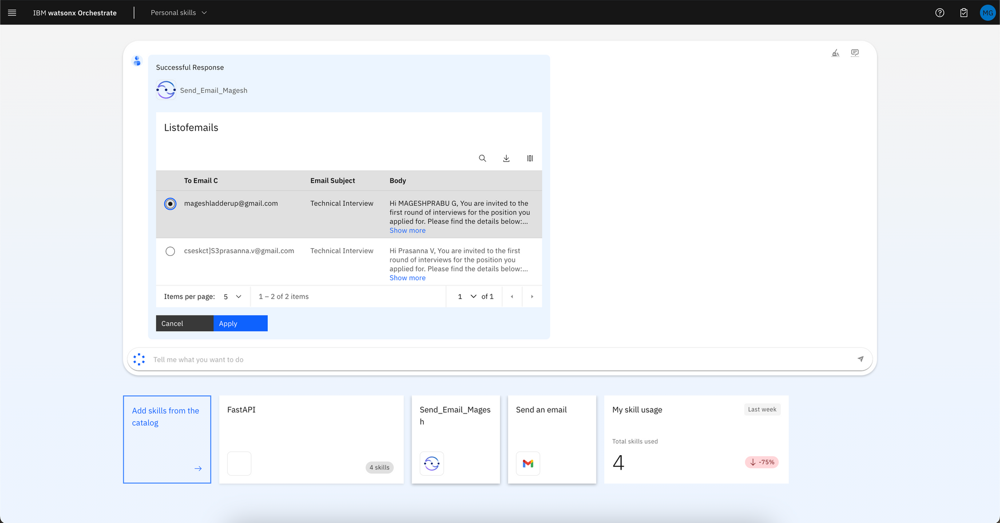 IBM watsonx Orchestrate
Personal skills
MG
Successful Response
Send_Email_Magesh
Listofemails
To Email C
Email Subject
Body
mageshladderup@gmail.com
Technical Interview
Hi MAGESHPRABU G, You are invited to the
first round of interviews for the position you
applied for. Please find the details below:...
Show more
cseskct]S3prasanna.v@gmail.com
Technical Interview
Hi Prasanna V, You are invited to the first
round of interviews for the position you
applied for. Please find the details below:...
Show more
Items per page: 5
1 – 2 of 2 items
1 of 1
Cancel
Apply
Tell me what you want to do
Add skills from the
catalog
FastAPI
4 skills
Send_Email_Mages
h
Send an email
My skill usage
Last week
Total skills used
4
-75%